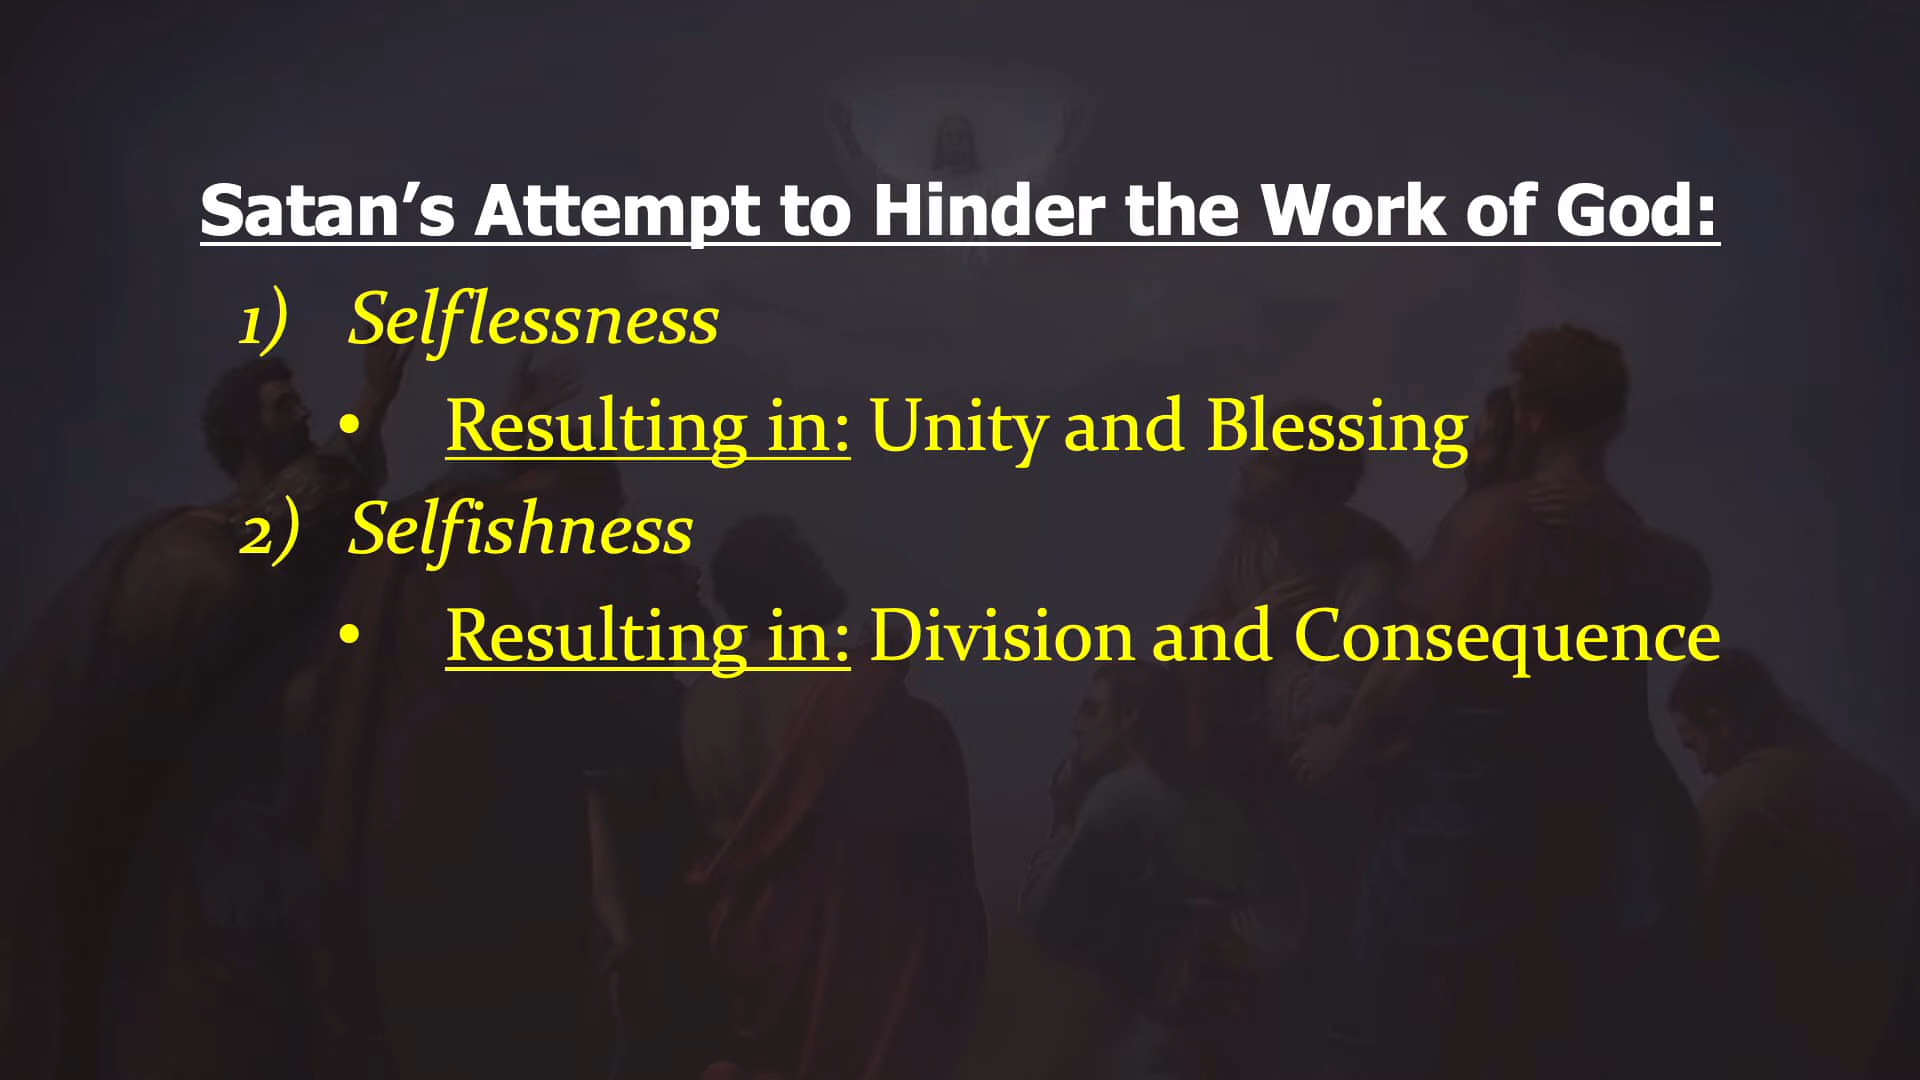 Satan’s Attempt to Hinder the Work of God:
1) Selflessness
• Resulting in: Unity and Blessing
2) Selfishness
• Resulting in: Division and Consequence